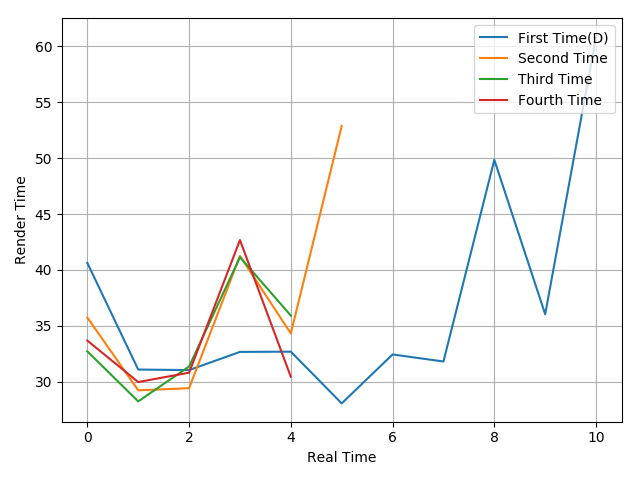 First Time(D)
Second Time
Third Time
Fourth Time
60
55
50
45
40
35
30
Render Time
0 2 4 6 8 10
Real Time